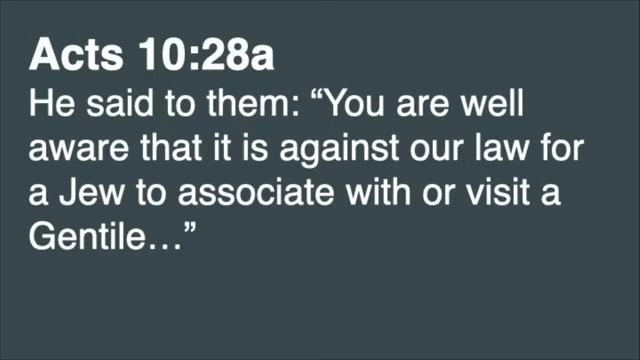 Acts 10:28a
He said to them: “You are well
aware that it is against our law for
a Jew to associate with or visit a
Gentile…”